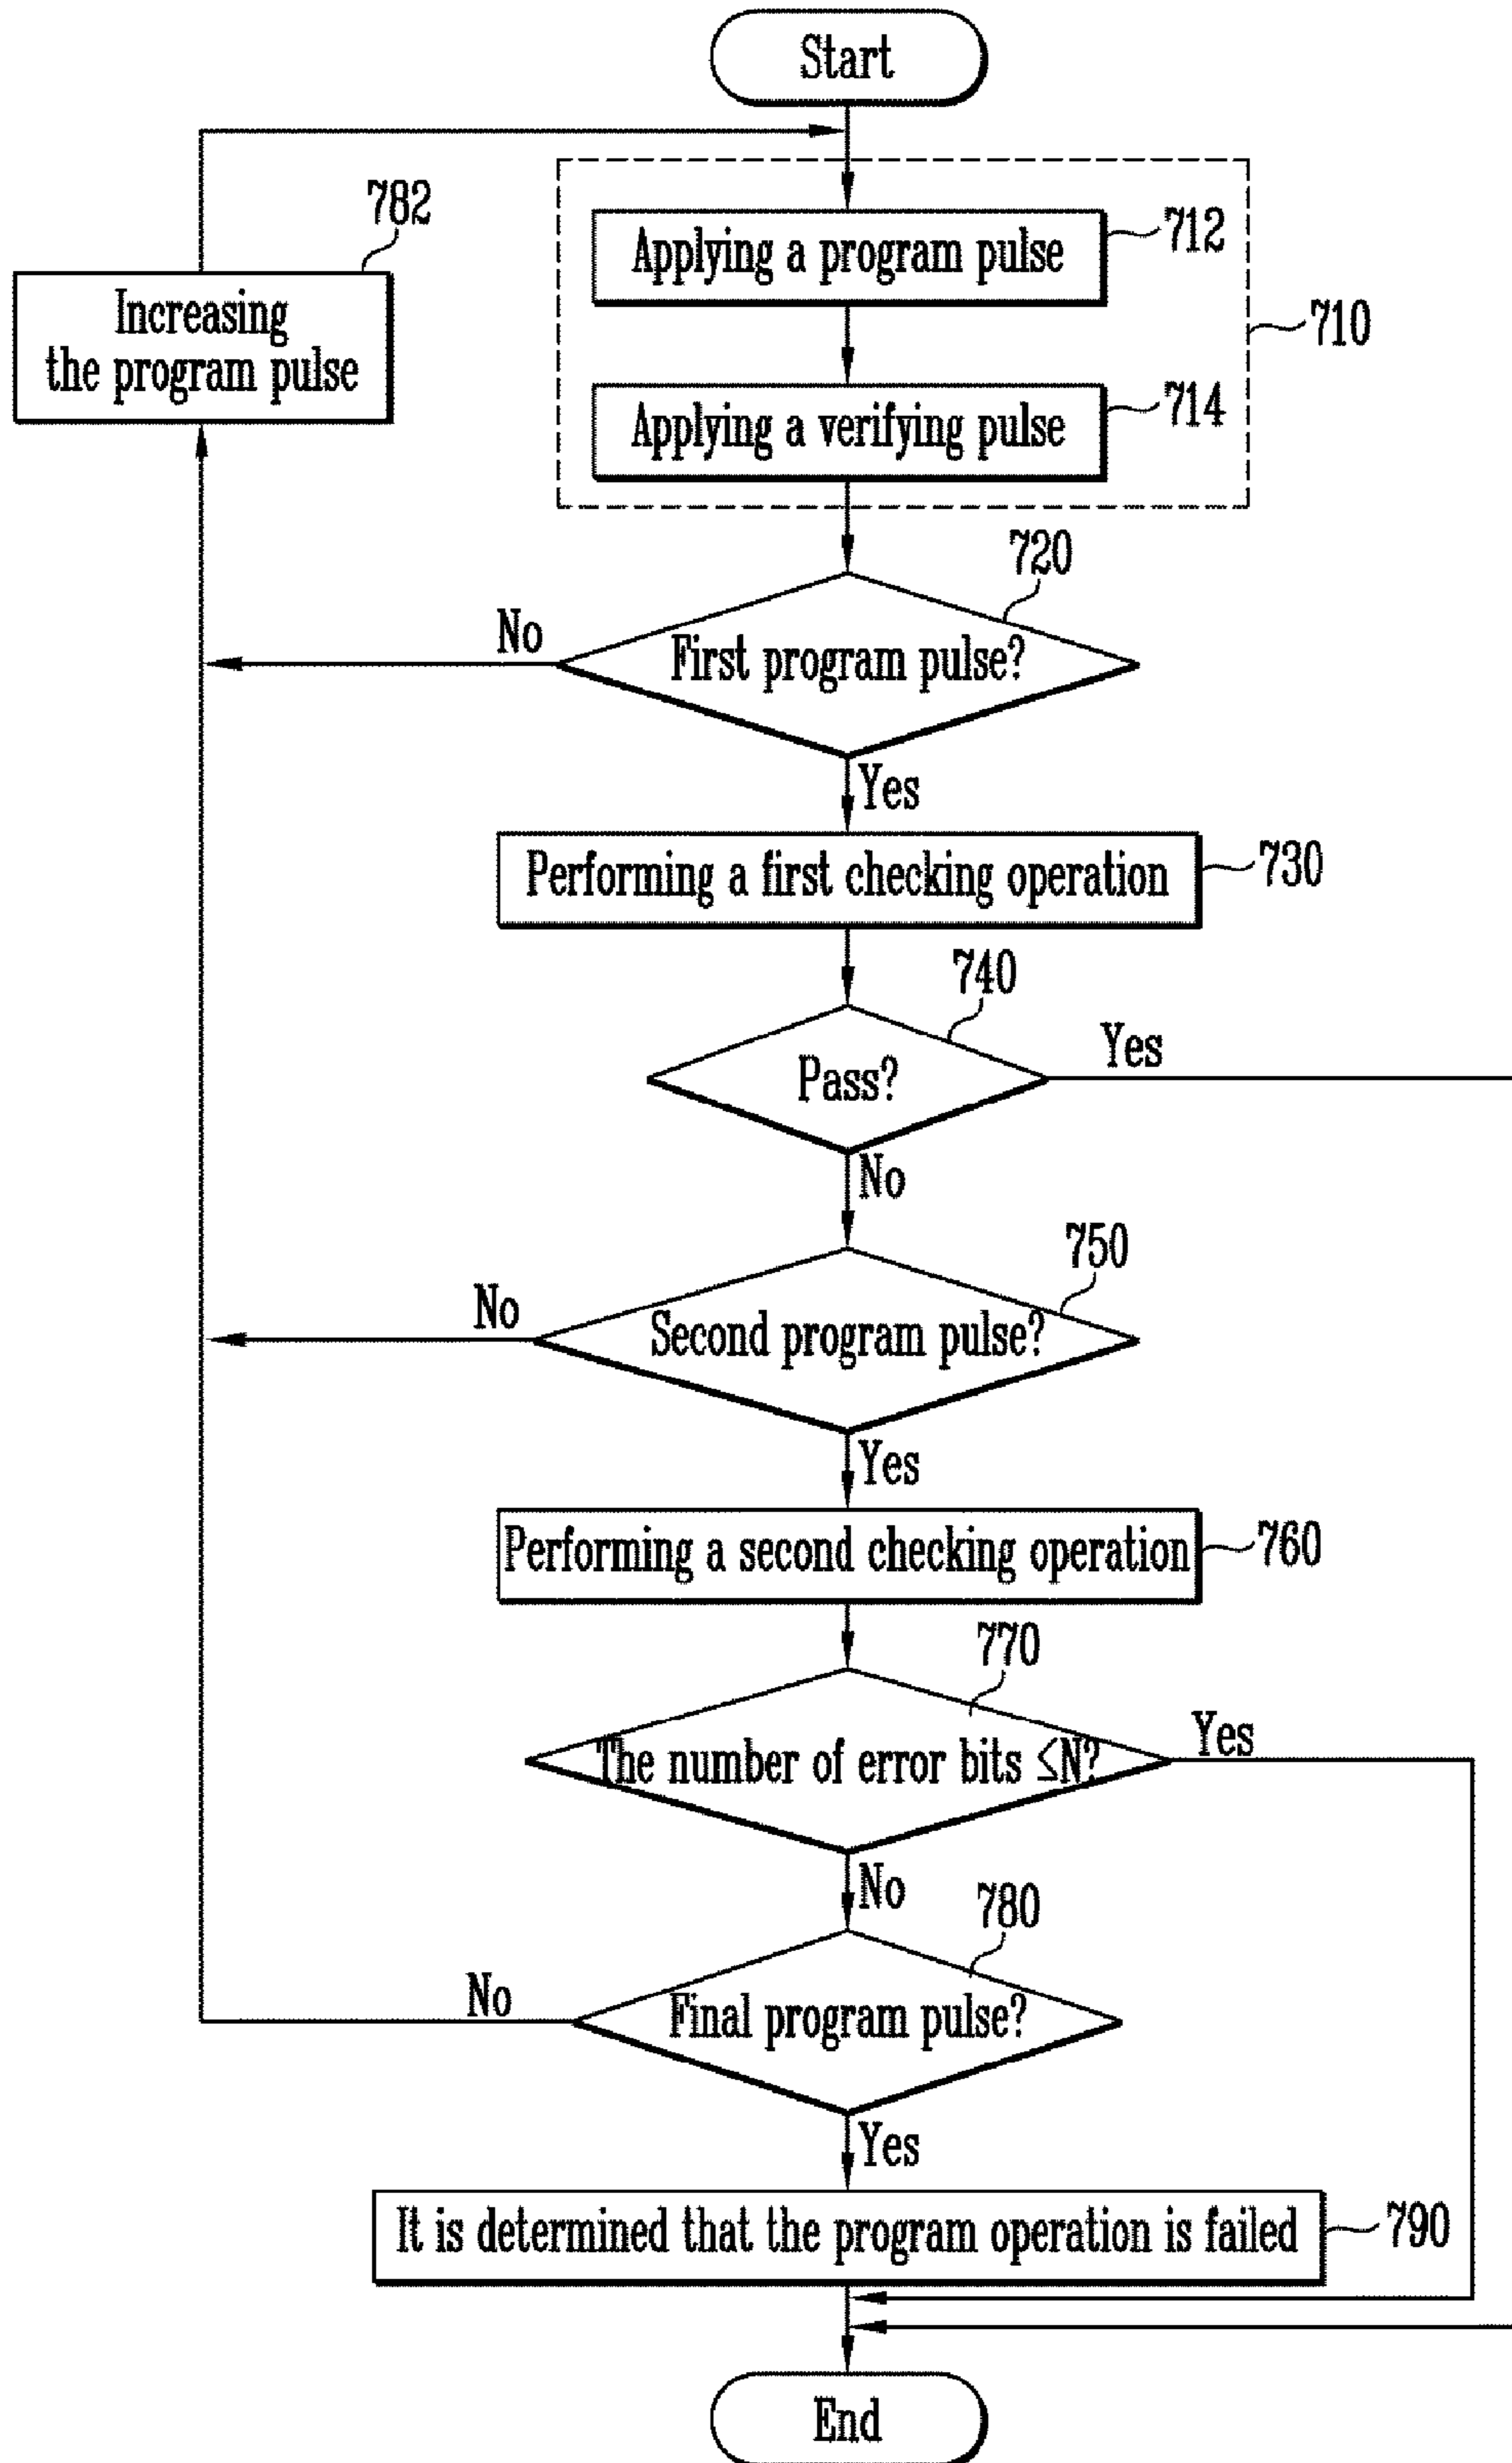 Start
782
Increasing
the program pulse
Applying a program pulse
712
710
Applying a verifying pulse
714
720
First program pulse?
No
Yes
Performing a first checking operation
730
740
Pass?
Yes
No
750
Second program pulse?
No
Yes
Performing a second checking operation
760
770
The number of error bits ≤N?
Yes
No
780
Final program pulse?
No
Yes
It is determined that the program operation is failed
790
End